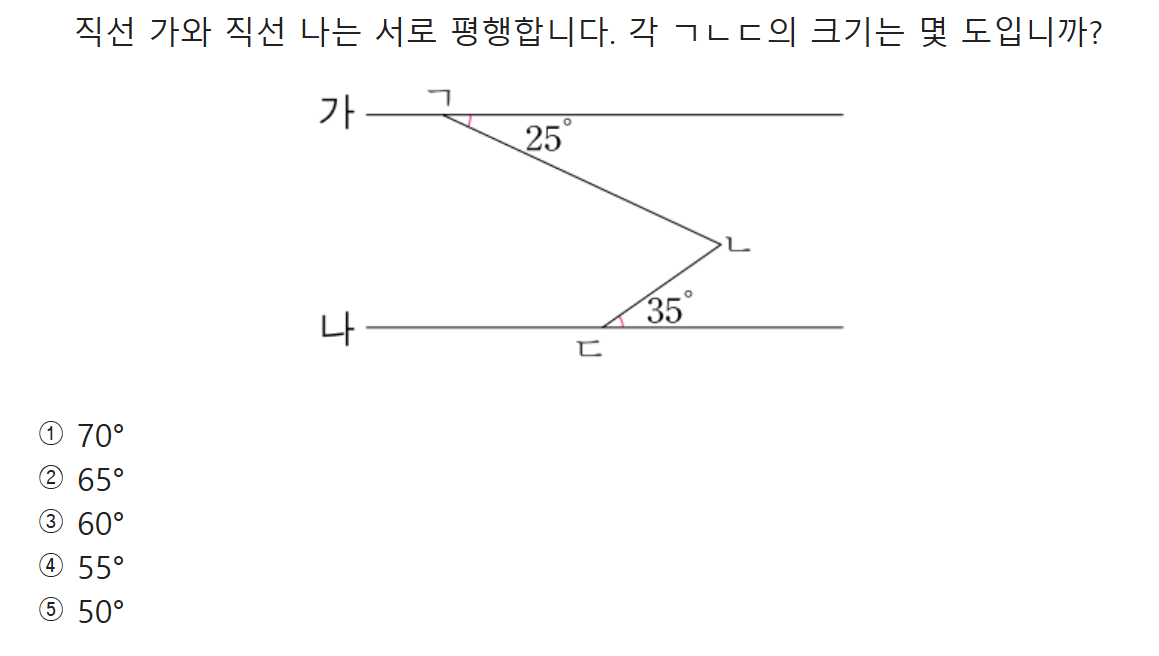 직선 가와 직선 나는 서로 평행합니다. 각 ㄱㄴㄷ의 크기는 몇 도입니까?
ㄱ
가
25°
ㄴ
35°
나
ㄷ
① 70°
② 65°
③ 60°
④ 55°
⑤ 50°